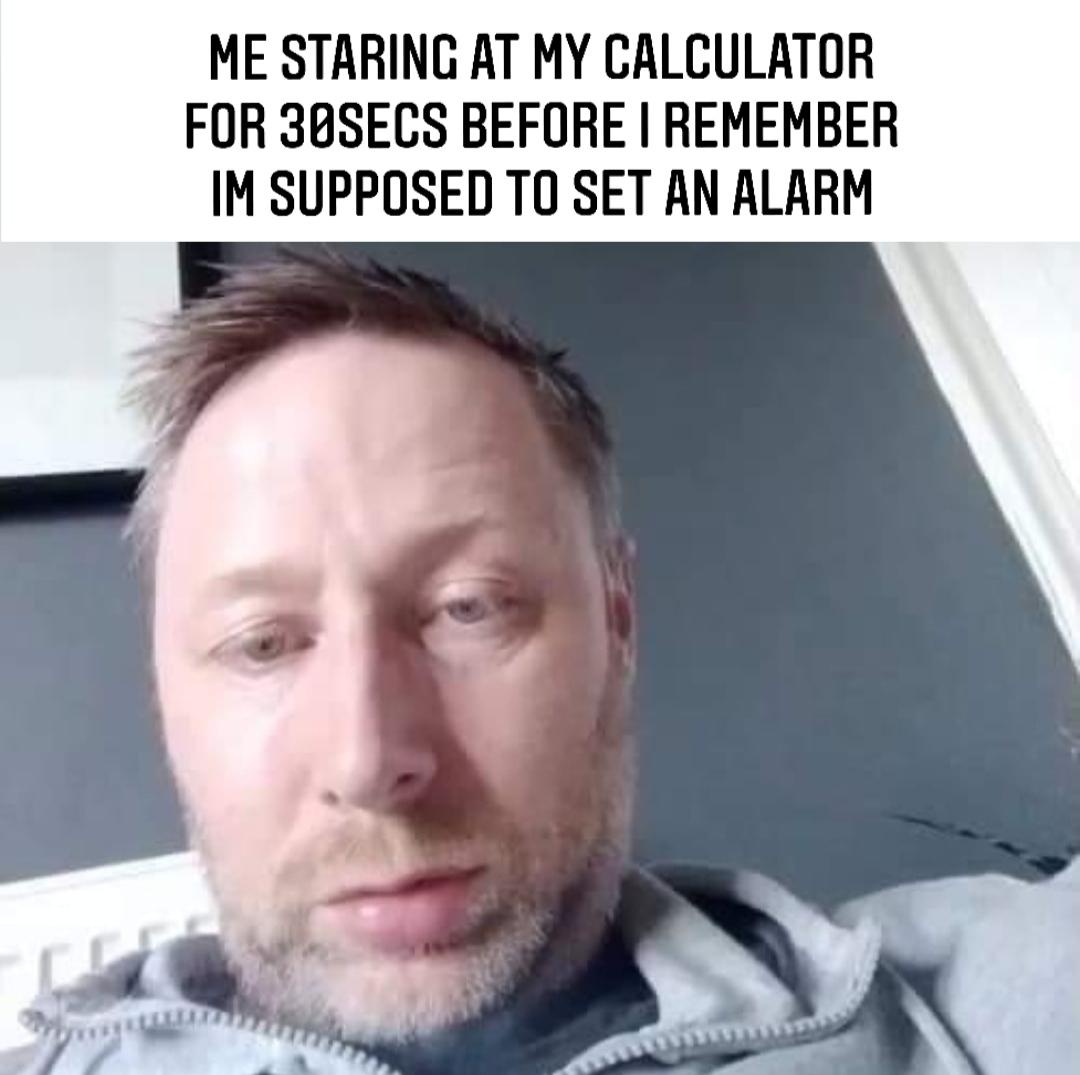 ME STARING AT MY CALCULATOR
FOR 30SECS BEFORE I REMEMBER
IM SUPPOSED TO SET AN ALARM